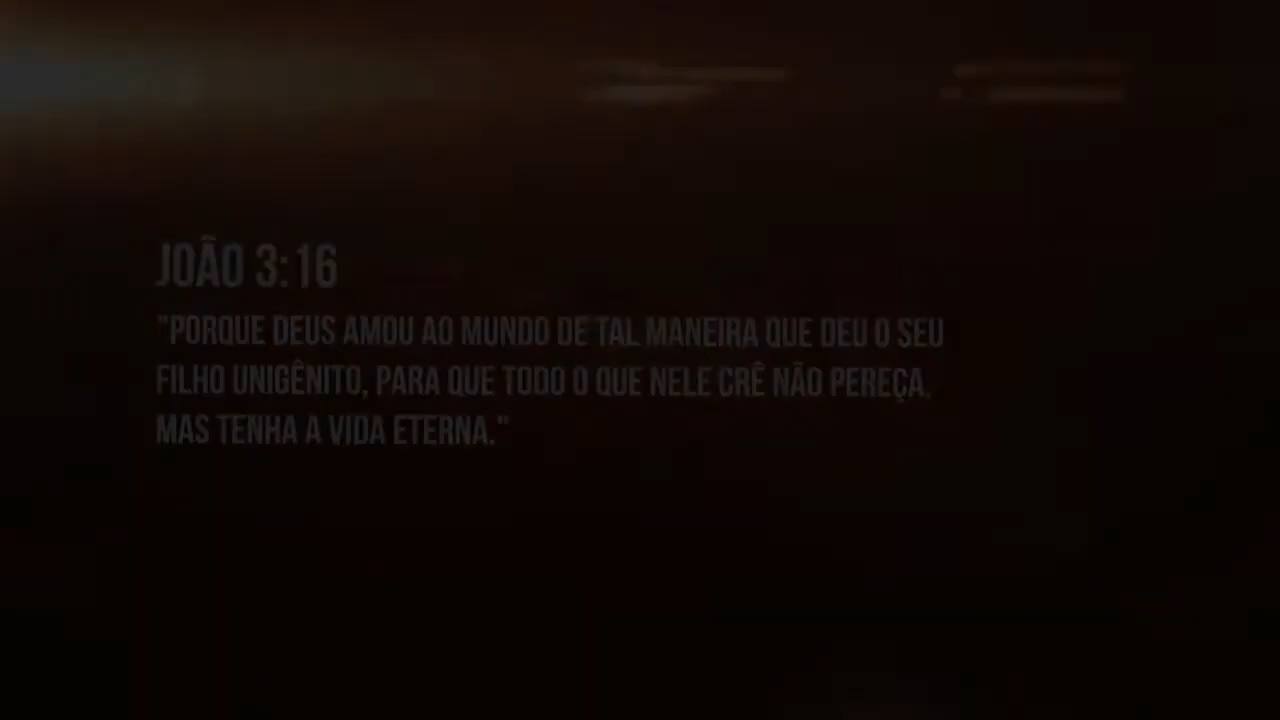 JOÃO 3:16
"PORQUE DEUS AMOU AO MUNDO DE TAL MANEIRA QUE DEU O SEU
FILHO UNIGÊNITO, PARA QUE TODO O QUE NELE CRÊ NÃO PEREÇA,
MAS TENHA A VIDA ETERNA."